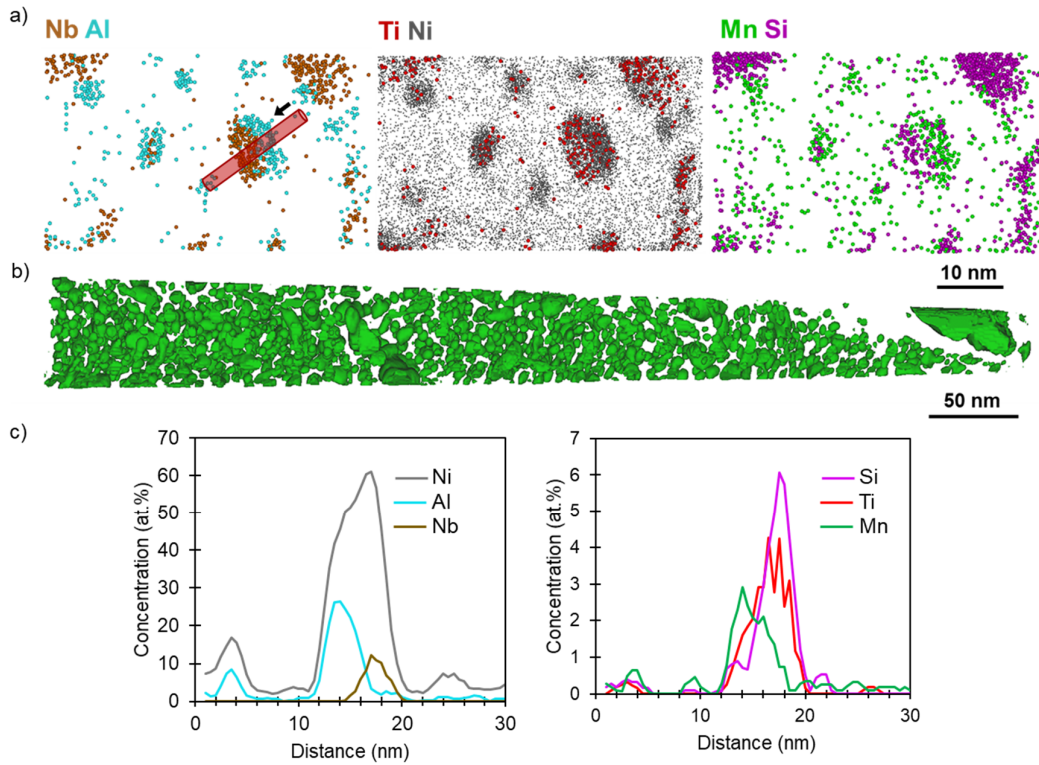 a)
Nb Al
Ti Ni
Mn Si
10 nm
b)
50 nm
c)
70
60
50
40
30
20
10
0
0
10
20
30
Concentration (at.%)
Distance (nm)
Ni
Al
Nb
7
6
5
4
3
2
1
0
0
10
20
30
Concentration (at.%)
Distance (nm)
Si
Ti
Mn